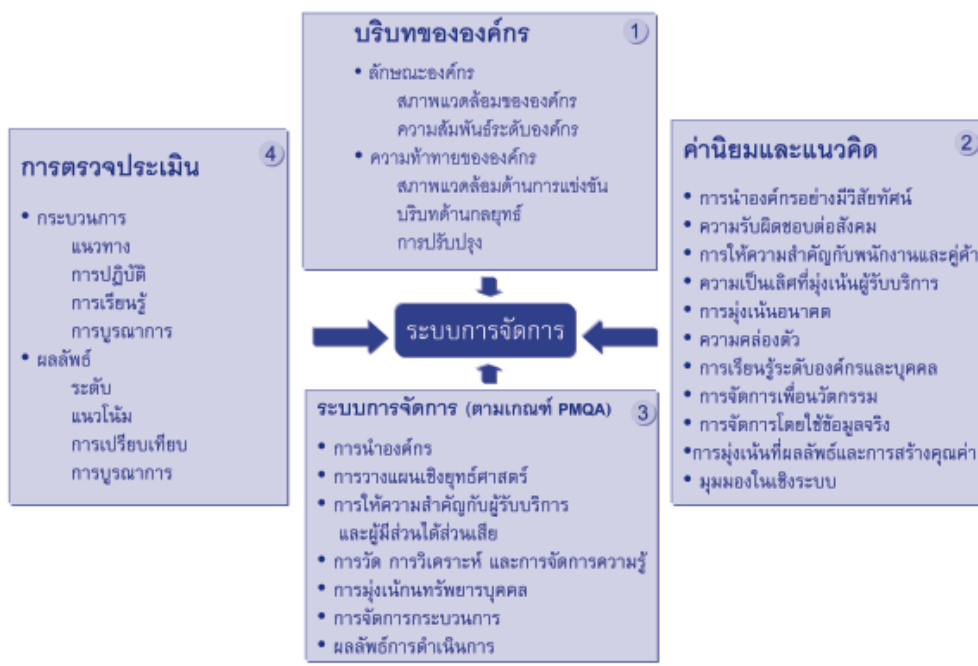 บริบทขององค์กร 1
• ลักษณะองค์กร
สภาพแวดล้อมขององค์กร
ความสัมพันธ์ระดับองค์กร
• ความท้าทายขององค์กร
สภาพแวดล้อมด้านการแข่งขัน
บริบทด้านกลยุทธ์
การปรับปรุง
การตรวจประเมิน 4
• กระบวนการ
แนวทาง
การปฏิบัติ
การเรียนรู้
การบูรณาการ
• ผลลัพธ์
ระดับ
แนวโน้ม
การเปรียบเทียบ
การบูรณาการ
ระบบการจัดการ
ค่านิยมและแนวคิด 2
• การนำองค์กรอย่างมีวิสัยทัศน์
• ความรับผิดชอบต่อสังคม
• การให้ความสำคัญกับพนักงานและคู่ค้า
• ความเป็นเลิศที่มุ่งเน้นผู้รับบริการ
• การมุ่งเน้นอนาคต
• ความคล่องตัว
• การเรียนรู้ระดับองค์กรและบุคคล
• การจัดการเพื่อนวัตกรรม
• การจัดการโดยใช้ข้อมูลจริง
•การมุ่งเน้นที่ผลลัพธ์และการสร้างคุณค่า
• มุมมองในเชิงระบบ
ระบบการจัดการ (ตามเกณฑ์ PMQA) 3
• การนำองค์กร
• การวางแผนเชิงยุทธ์ศาสตร์
• การให้ความสำคัญกับผู้รับบริการ
และผู้มีส่วนได้ส่วนเสีย
• การวัด การวิเคราะห์ และการจัดการความรู้
• การมุ่งเน้กนทรัพยารบุคคล
• การจัดการกระบวนการ
• ผลลัพธ์การดำเนินการ